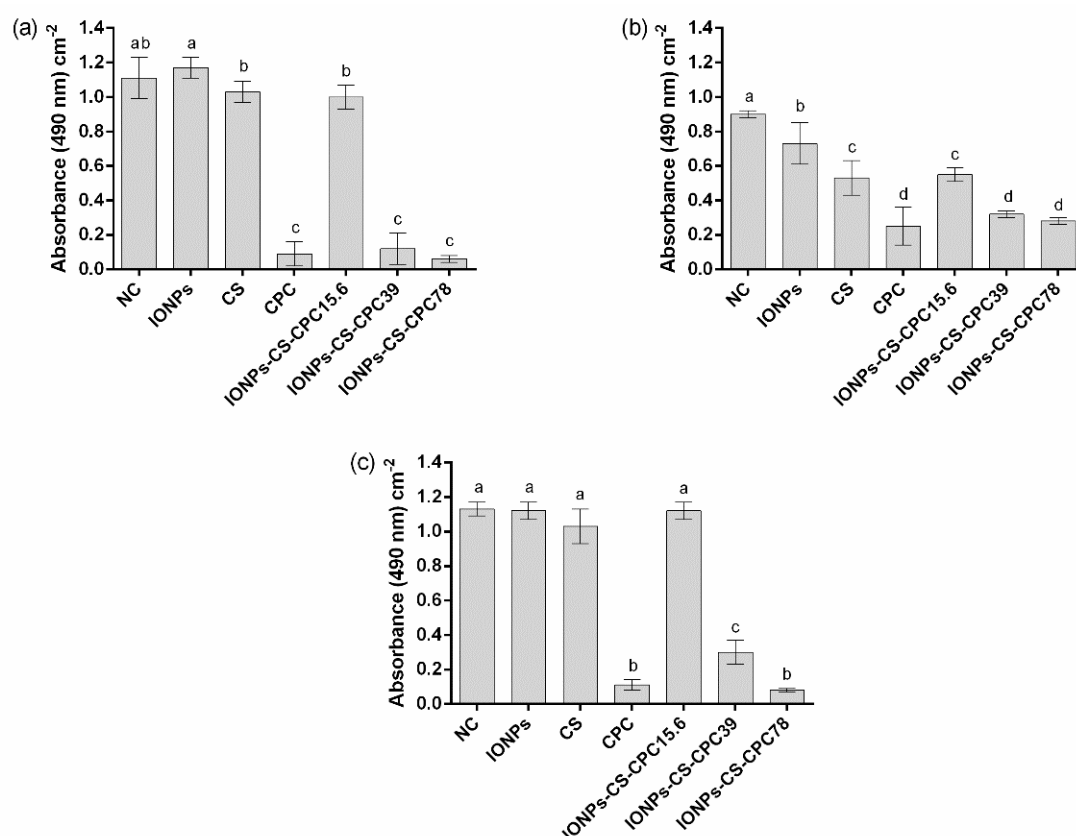 (a)
Absorbance (490 nm) cm⁻²
1.4
1.2
1.0
0.8
0.6
0.4
0.2
0.0
ab
a
b
c
b
c
c
NC
IONPs
CS
CPC
IONPs-CS-CPC15.6
IONPs-CS-CPC39
IONPs-CS-CPC78
(b)
Absorbance (490 nm) cm⁻²
1.4
1.2
1.0
0.8
0.6
0.4
0.2
0.0
a
b
c
d
c
d
d
NC
IONPs
CS
CPC
IONPs-CS-CPC15.6
IONPs-CS-CPC39
IONPs-CS-CPC78
(c)
Absorbance (490 nm) cm⁻²
1.4
1.2
1.0
0.8
0.6
0.4
0.2
0.0
a
a
a
b
a
c
b
NC
IONPs
CS
CPC
IONPs-CS-CPC15.6
IONPs-CS-CPC39
IONPs-CS-CPC78